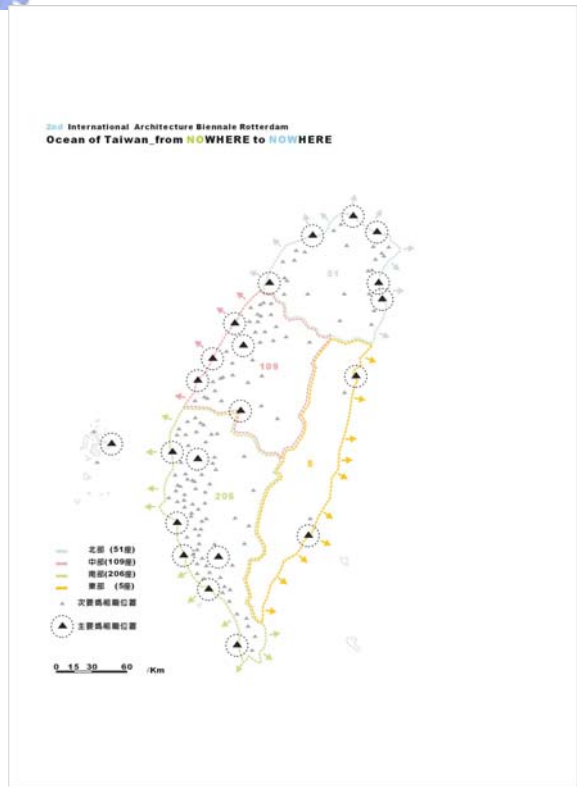 2nd International Architecture Biennale Rotterdam
Ocean of Taiwan_from NOWHERE to NOWHERE
51
109
5
206
北部 (51座)
中部 (109座)
南部 (206座)
東部 (5座)
次要媽祖廟位置
主要媽祖廟位置
0 15 30 60 /Km